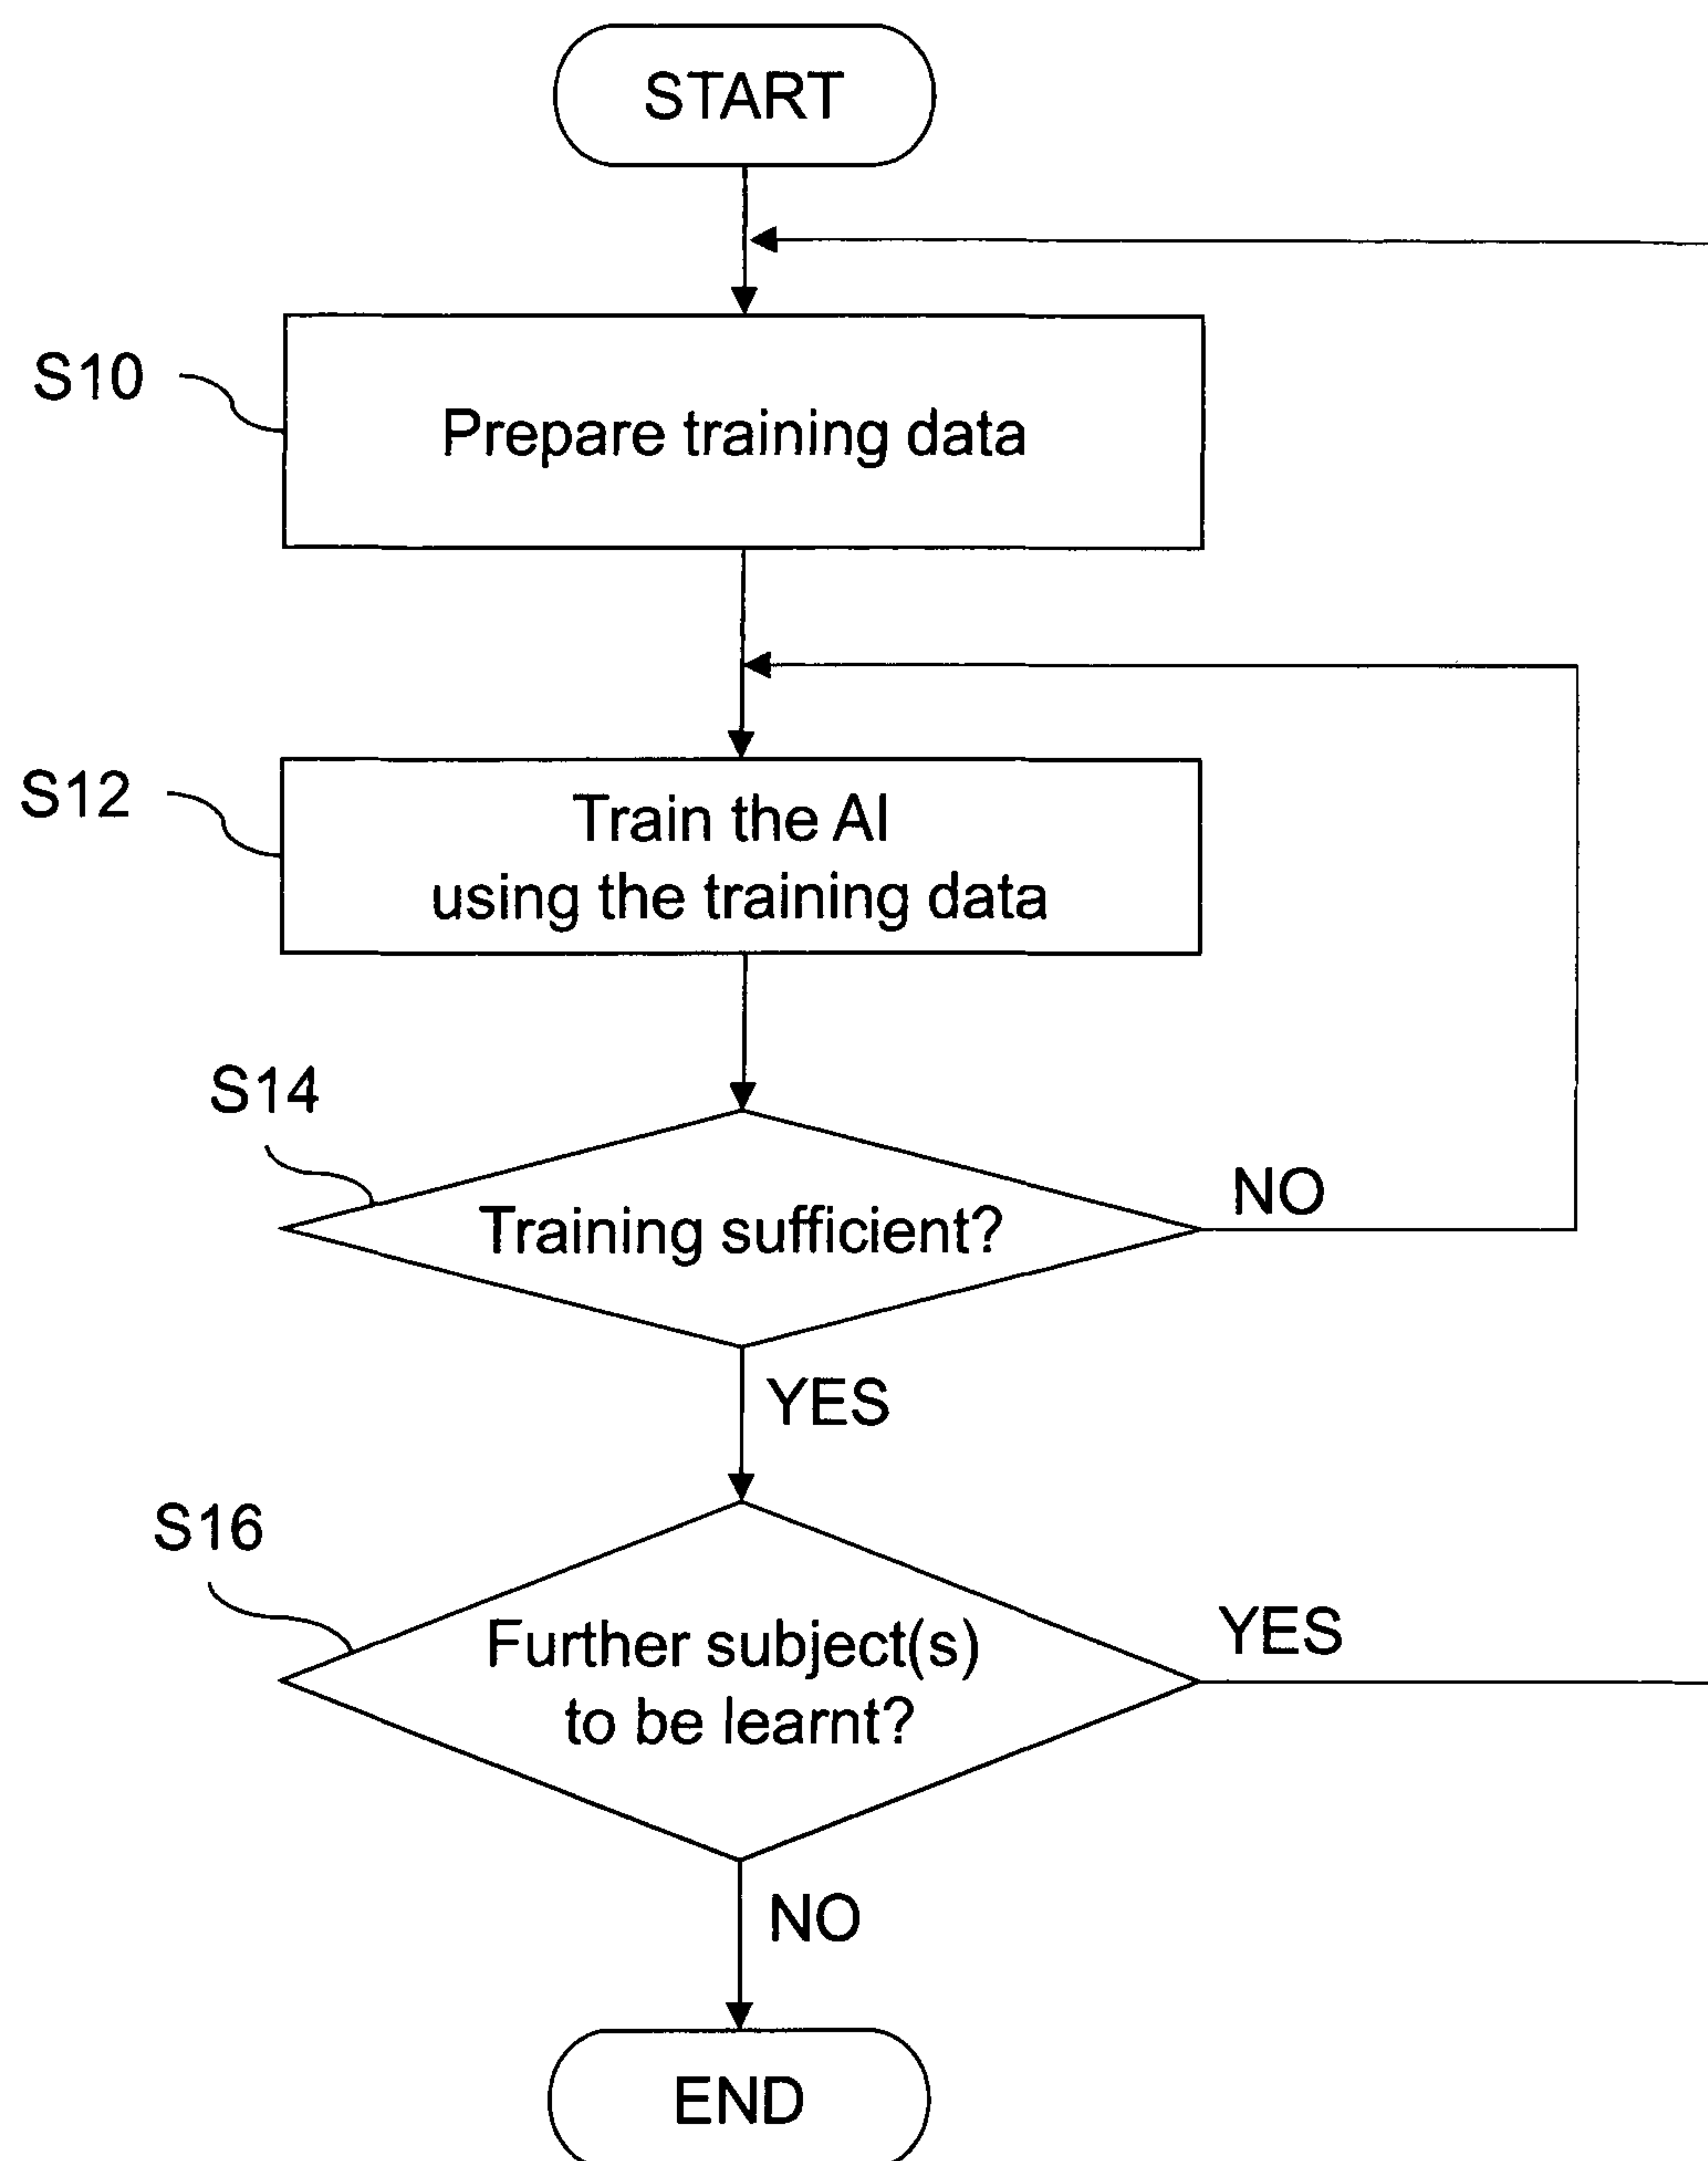 START
S10
Prepare training data
S12
Train the AI
using the training data
S14
Training sufficient?
NO
YES
S16
Further subject(s)
to be learnt?
YES
NO
END